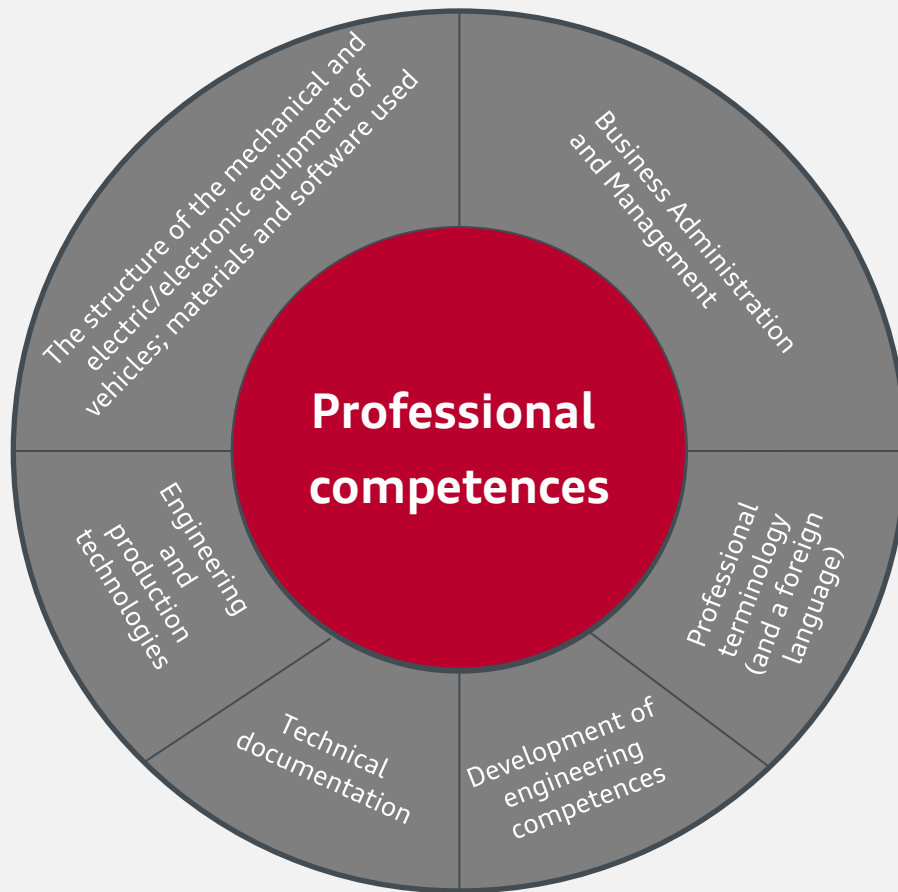 The structure of the mechanical and
electric/electronic equipment of
vehicles; materials and software used
Business Administration
and Management
Professional
competences
Engineering
and
production
technologies
Professional
terminology
(and a foreign
language)
Technical
documentation
Development of
engineering
competences